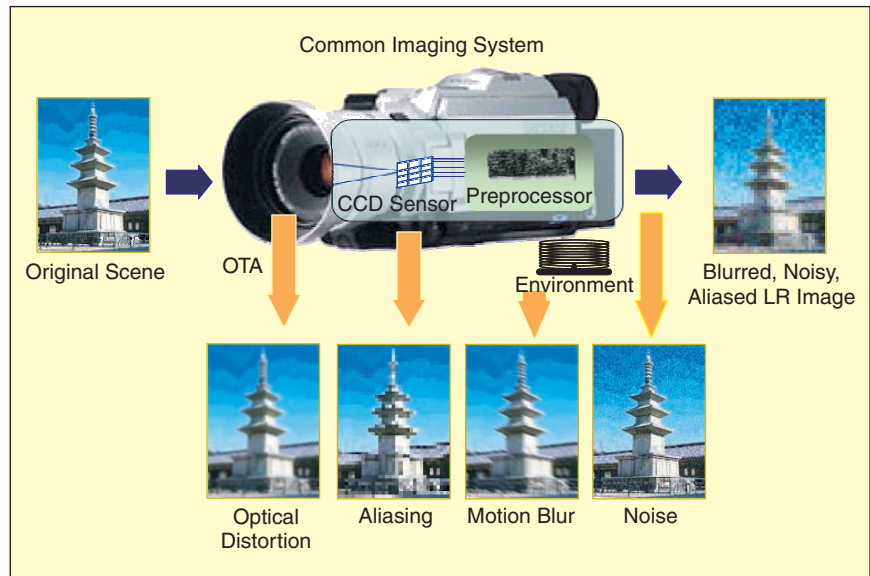 Common Imaging System
CCD Sensor
Preprocessor
Original Scene
OTA
Environment
Blurred, Noisy,
Aliased LR Image
Optical
Distortion
Aliasing
Motion Blur
Noise